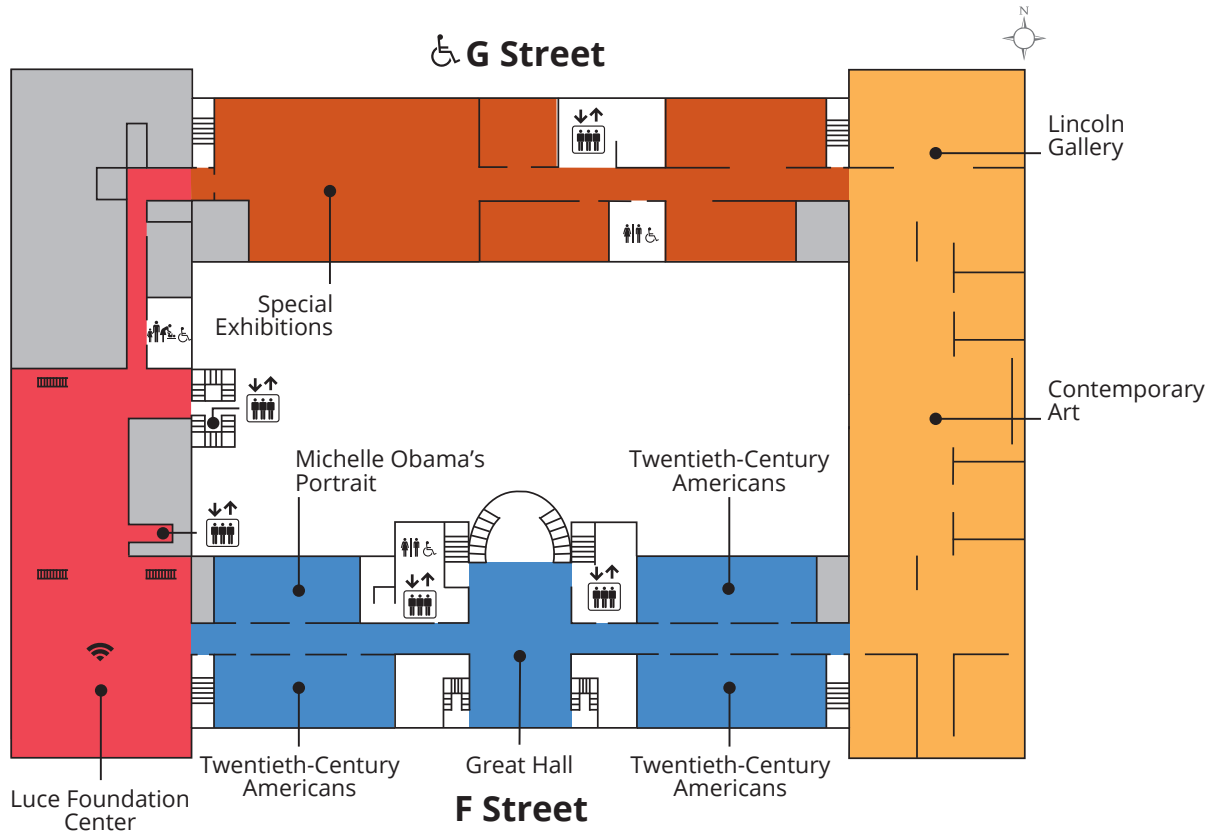 N
G Street
Lincoln
Gallery
Special
Exhibitions
Contemporary
Art
Michelle Obama’s
Portrait
Twentieth-Century
Americans
Twentieth-Century
Americans
Great Hall
Twentieth-Century
Americans
Luce Foundation
Center
F Street